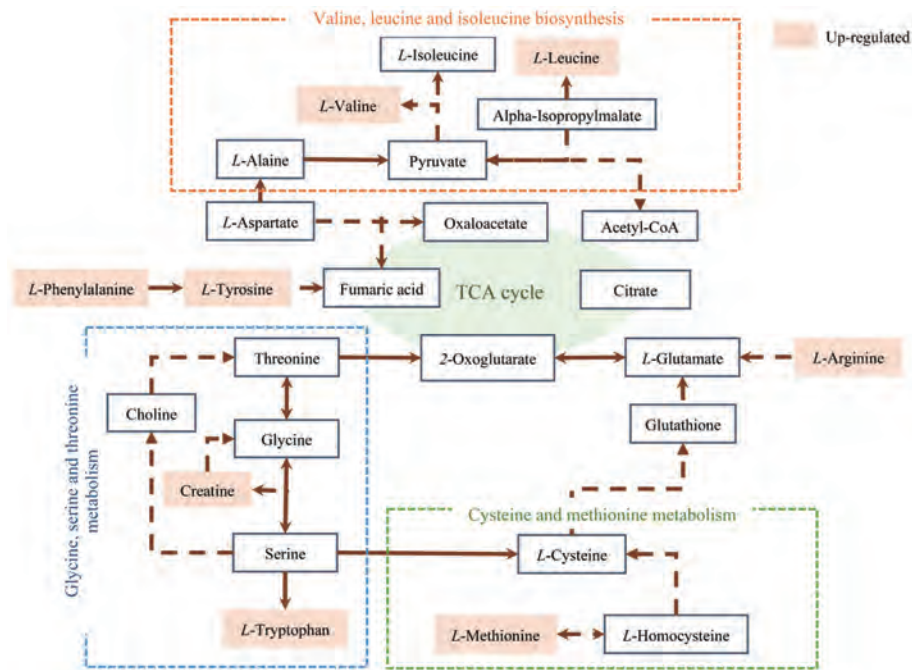 Valine, leucine and isoleucine biosynthesis
Up-regulated
L-Isoleucine
L-Leucine
L-Valine
Alpha-Isopropylmalate
L-Alaine
Pyruvate
L-Aspartate
Oxaloacetate
Acetyl-CoA
L-Phenylalanine
L-Tyrosine
Fumaric acid
TCA cycle
Citrate
Threonine
2-Oxoglutarate
L-Glutamate
L-Arginine
Choline
Glutathione
Glycine
Creatine
Glycine, serine and threonine
metabolism
Cysteine and methionine metabolism
Serine
L-Cysteine
L-Tryptophan
L-Methionine
L-Homocysteine